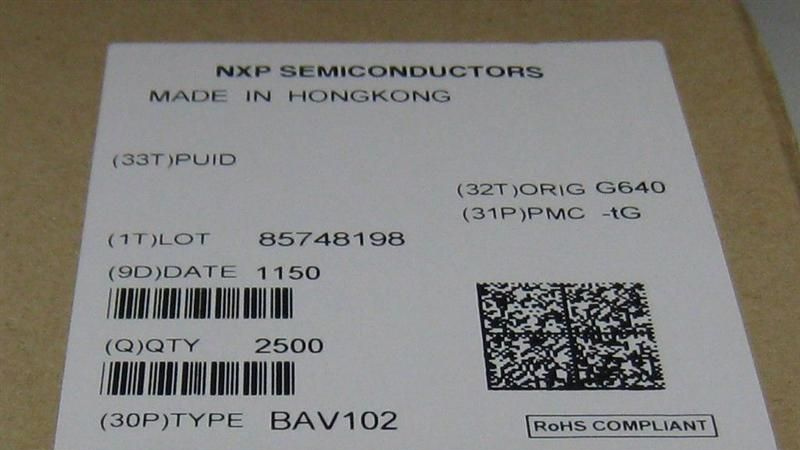 NXP SEMICONDUCTORS
MADE IN HONGKONG
(33T)PUID
(32T)ORIG G640
(31P)PMC -tG
(1T)LOT 85748198
(9D)DATE 1150
(Q)QTY 2500
(30P)TYPE BAV102
RoHS COMPLIANT